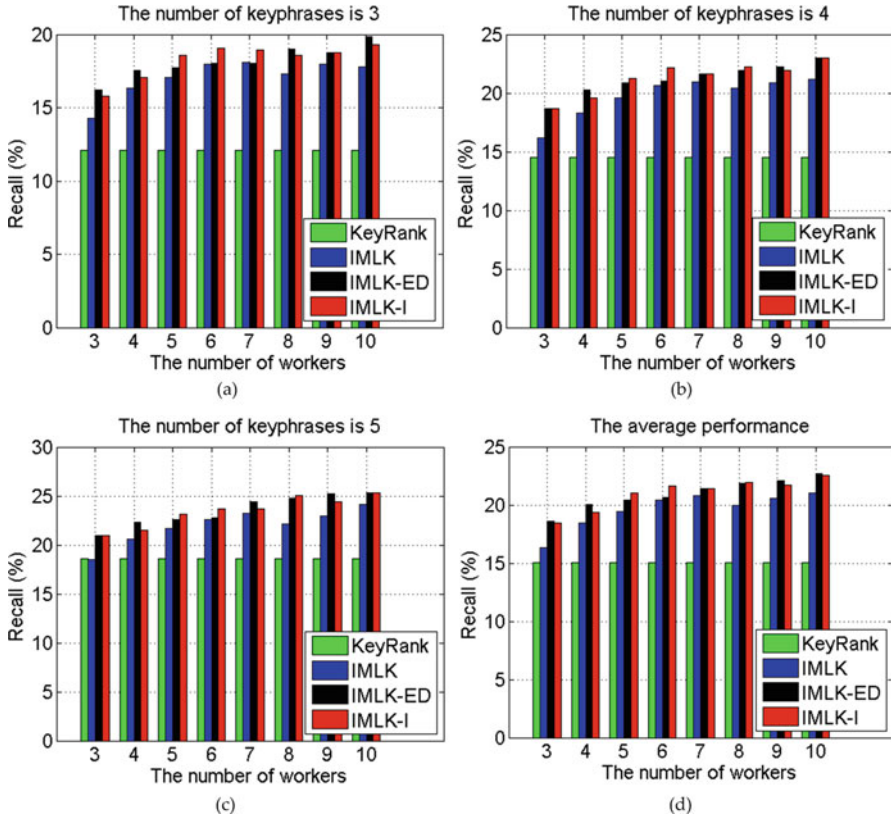 The number of keyphrases is 3
20
15
10
5
0
Recall (%)
KeyRank
IMLK
IMLK-ED
IMLK-I
3 4 5 6 7 8 9 10
The number of workers
(a)
The number of keyphrases is 4
25
20
15
10
5
0
Recall (%)
KeyRank
IMLK
IMLK-ED
IMLK-I
3 4 5 6 7 8 9 10
The number of workers
(b)
The number of keyphrases is 5
30
25
20
15
10
5
0
Recall (%)
KeyRank
IMLK
IMLK-ED
IMLK-I
3 4 5 6 7 8 9 10
The number of workers
(c)
The average performance
25
20
15
10
5
0
Recall (%)
KeyRank
IMLK
IMLK-ED
IMLK-I
3 4 5 6 7 8 9 10
The number of workers
(d)